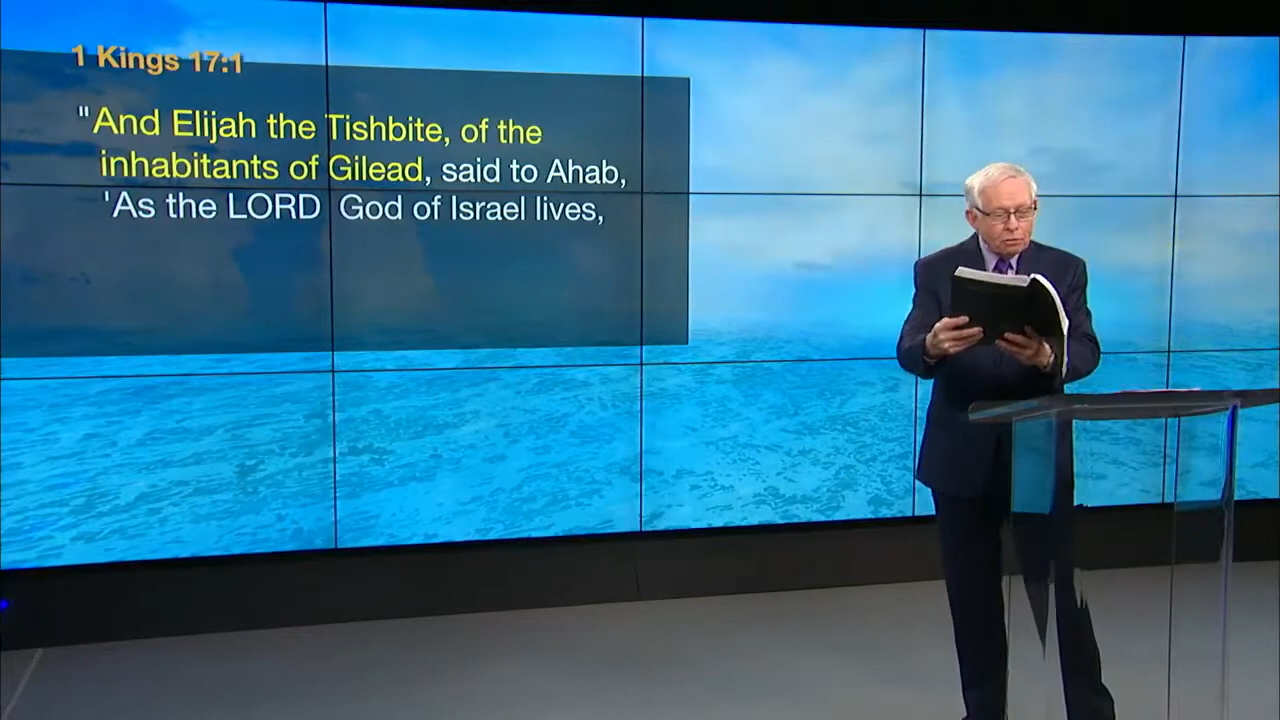 1 Kings 17:1
"And Elijah the Tishbite, of the
inhabitants of Gilead, said to Ahab,
'As the LORD God of Israel lives,